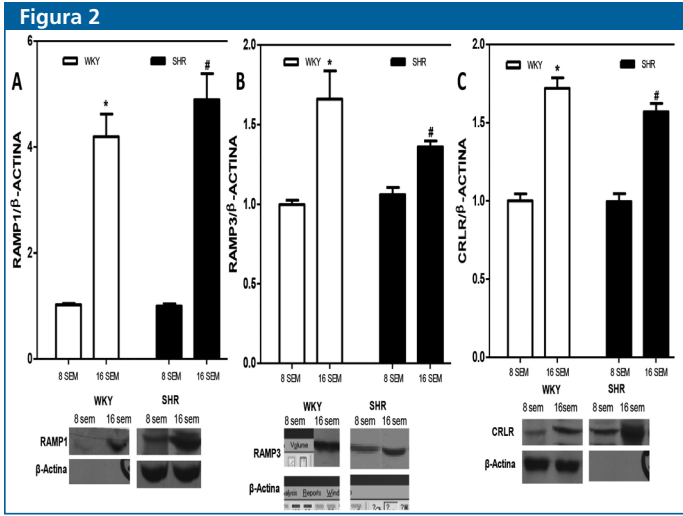 Figura 2
A
RAMP1/β-ACTINA
WKY
SHR
6
4
2
0
*
#
8 SEM
16 SEM
8 SEM
16 SEM
B
RAMP3/β-ACTINA
WKY
SHR
2.0
1.5
1.0
0.5
0.0
*
#
8 SEM
16 SEM
8 SEM
16 SEM
C
CRLR/β-ACTINA
WKY
SHR
2.0
1.5
1.0
0.5
0.0
*
#
8 SEM
16 SEM
8 SEM
16 SEM
WKY SHR
8 sem 16 sem 8 sem 16 sem
RAMP1
β-Actina
WKY SHR
8 sem 16 sem 8 sem 16 sem
Volume
RAMP3
β-Actina
alysis Reports Wind
2
?
WKY SHR
8 sem 16sem 8 sem 16 sem
CRLR
β-Actina